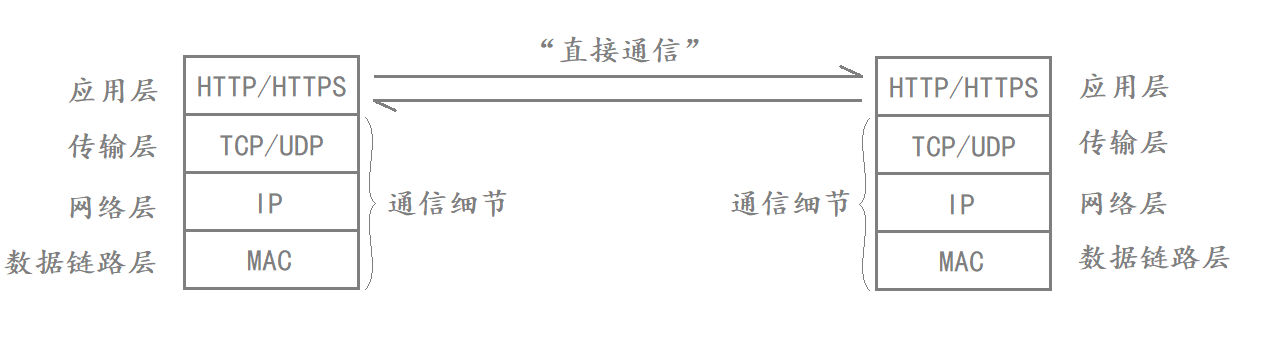 “直接通信”
应用层 HTTP/HTTPS HTTP/HTTPS 应用层
传输层 TCP/UDP TCP/UDP 传输层
网络层 IP 通信细节 通信细节 IP 网络层
数据链路层 MAC MAC 数据链路层